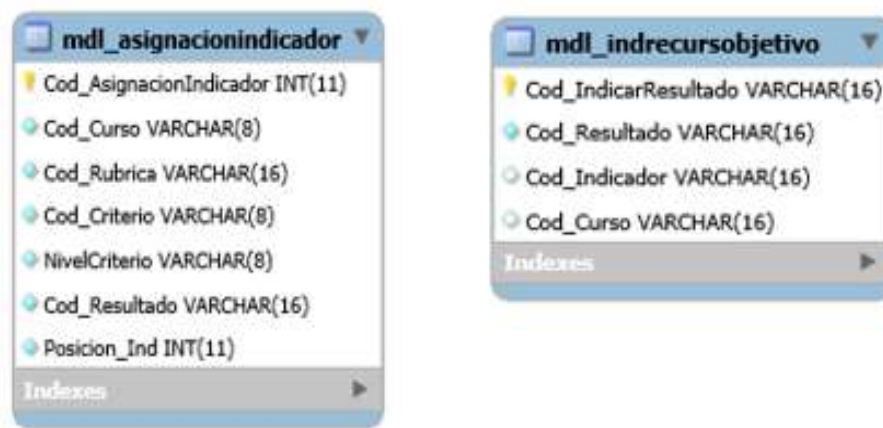 mdl_asignacionindicador
Cod_AsignacionIndicador INT(11)
Cod_Curso VARCHAR(8)
Cod_Rubrica VARCHAR(16)
Cod_Criterio VARCHAR(8)
NivelCriterio VARCHAR(8)
Cod_Resultado VARCHAR(16)
Posicion_Ind INT(11)
Indexes
mdl_indrecursobjetivo
Cod_IndicarResultado VARCHAR(16)
Cod_Resultado VARCHAR(16)
Cod_Indicador VARCHAR(16)
Cod_Curso VARCHAR(16)
Indexes